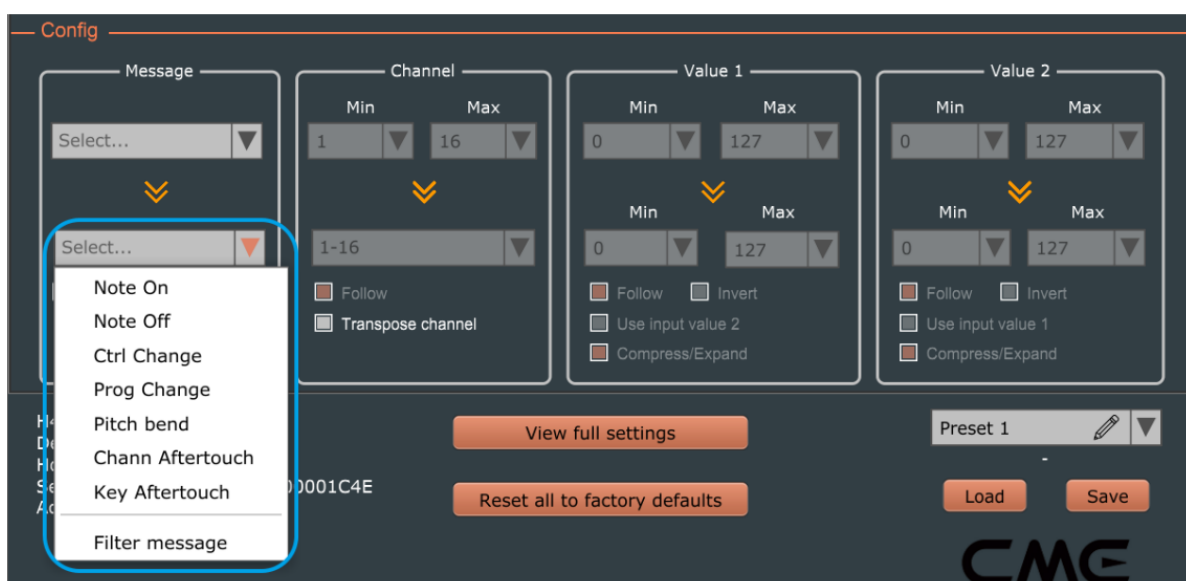 Config
Message
Channel
Value 1
Value 2
Min Max
Min Max
Min Max
Select...
1 16
0 127
0 127
Min Max
Min Max
Select...
1-16
0 127
0 127
Note On
Note Off
Ctrl Change
Prog Change
Pitch bend
Chann Aftertouch
Key Aftertouch
Filter message
Follow
Transpose channel
Follow Invert
Use input value 2
Compress/Expand
Follow Invert
Use input value 1
Compress/Expand
00001C4E
View full settings
Reset all to factory defaults
Preset 1
-
Load Save
CME